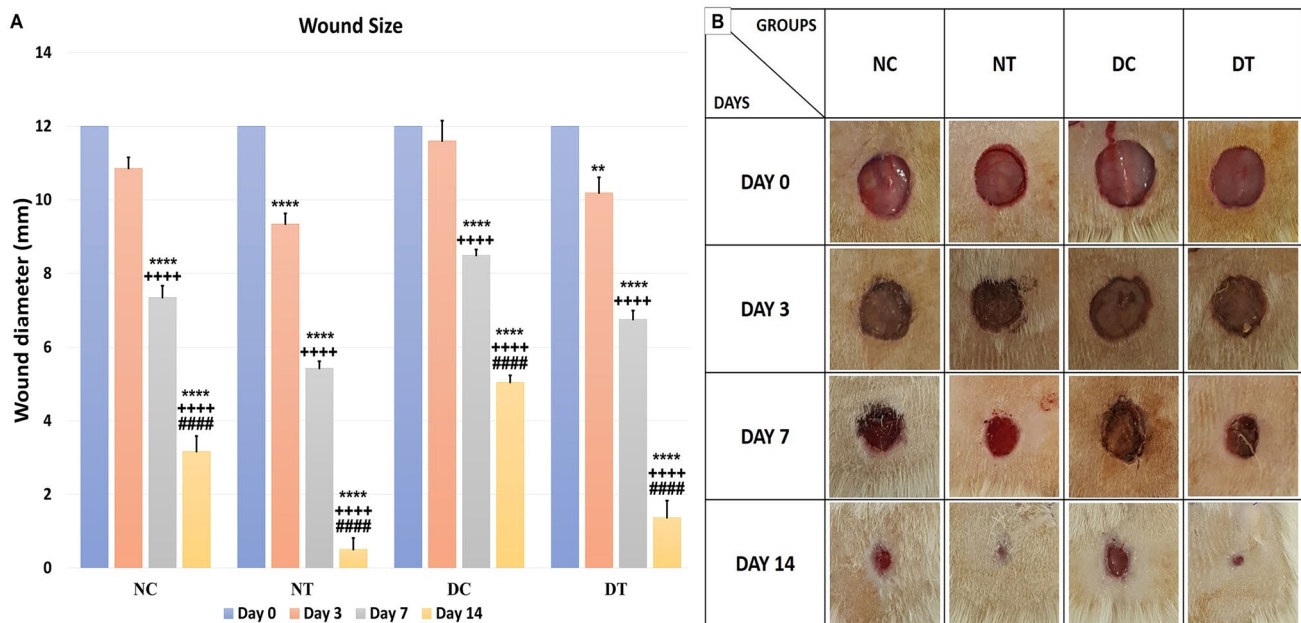 A
Wound Size
Wound diameter (mm)
14
12
10
8
6
4
2
0
****
++++
****
++++
####
****
****
++++
****
++++
####
****
++++
****
++++
####
**
****
++++
****
++++
####
NC NT DC DT
Day 0 Day 3 Day 7 Day 14
B
GROUPS
DAYS
NC NT DC DT
DAY 0
DAY 3
DAY 7
DAY 14